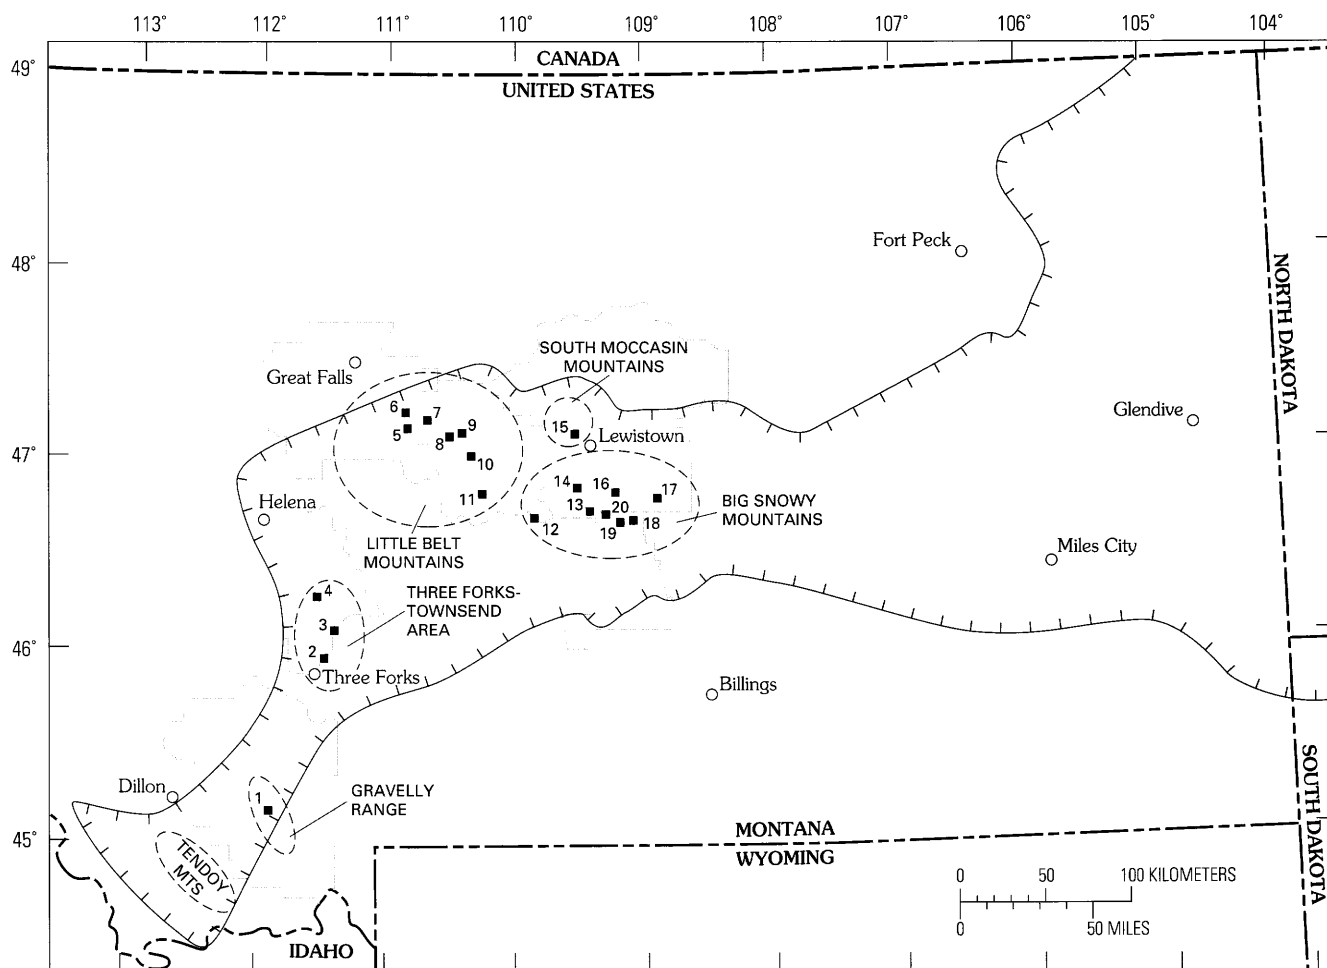 113° 112° 111° 110° 109° 108° 107° 106° 105° 104°
49°
CANADA
UNITED STATES
Fort Peck
48°
NORTH DAKOTA
SOUTH MOCCASIN
MOUNTAINS
Great Falls
Glendive
6
7
5
8
9
10
11
15
Lewistown
47°
Helena
14
16
17
13
20
12
19
18
BIG SNOWY
MOUNTAINS
LITTLE BELT
MOUNTAINS
Miles City
4
3
2
THREE FORKS-
TOWNSEND
AREA
46°
Three Forks
Billings
Dillon
1
GRAVELLY
RANGE
SOUTH DAKOTA
45°
TENDOY
MTS
MONTANA
WYOMING
0 50 100 KILOMETERS
0 50 MILES
IDAHO